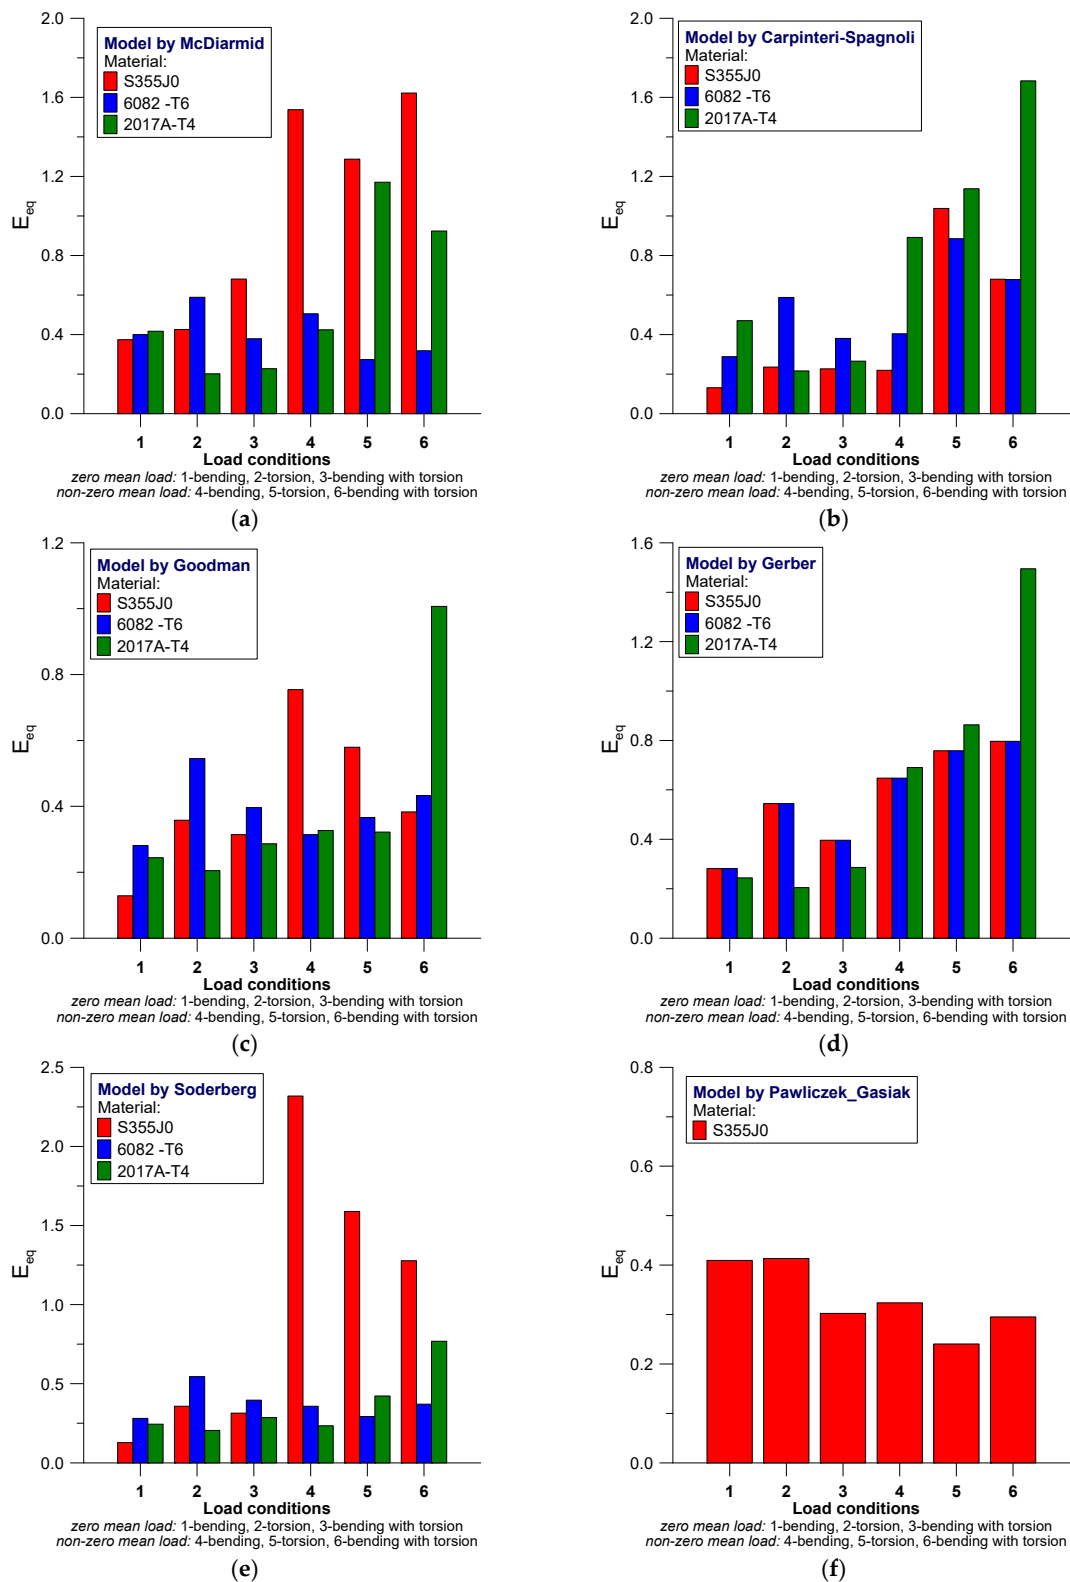 2.0
1.6
1.2
0.8
0.4
0.0
Eeq
Model by McDiarmid
Material:
S355J0
6082 -T6
2017A-T4
1 2 3 4 5 6
Load conditions
zero mean load: 1-bending, 2-torsion, 3-bending with torsion
non-zero mean load: 4-bending, 5-torsion, 6-bending with torsion
(a)
2.0
1.6
1.2
0.8
0.4
0.0
Eeq
Model by Carpinteri-Spagnoli
Material:
S355J0
6082 -T6
2017A-T4
1 2 3 4 5 6
Load conditions
zero mean load: 1-bending, 2-torsion, 3-bending with torsion
non-zero mean load: 4-bending, 5-torsion, 6-bending with torsion
(b)
1.2
0.8
0.4
0.0
Eeq
Model by Goodman
Material:
S355J0
6082 -T6
2017A-T4
1 2 3 4 5 6
Load conditions
zero mean load: 1-bending, 2-torsion, 3-bending with torsion
non-zero mean load: 4-bending, 5-torsion, 6-bending with torsion
(c)
1.6
1.2
0.8
0.4
0.0
Eeq
Model by Gerber
Material:
S355J0
6082 -T6
2017A-T4
1 2 3 4 5 6
Load conditions
zero mean load: 1-bending, 2-torsion, 3-bending with torsion
non-zero mean load: 4-bending, 5-torsion, 6-bending with torsion
(d)
2.5
2.0
1.5
1.0
0.5
0.0
Eeq
Model by Soderberg
Material:
S355J0
6082 -T6
2017A-T4
1 2 3 4 5 6
Load conditions
zero mean load: 1-bending, 2-torsion, 3-bending with torsion
non-zero mean load: 4-bending, 5-torsion, 6-bending with torsion
(e)
0.8
0.6
0.4
0.2
0.0
Eeq
Model by Pawliczek_Gasiak
Material:
S355J0
1 2 3 4 5 6
Load conditions
zero mean load: 1-bending, 2-torsion, 3-bending with torsion
non-zero mean load: 4-bending, 5-torsion, 6-bending with torsion
(f)